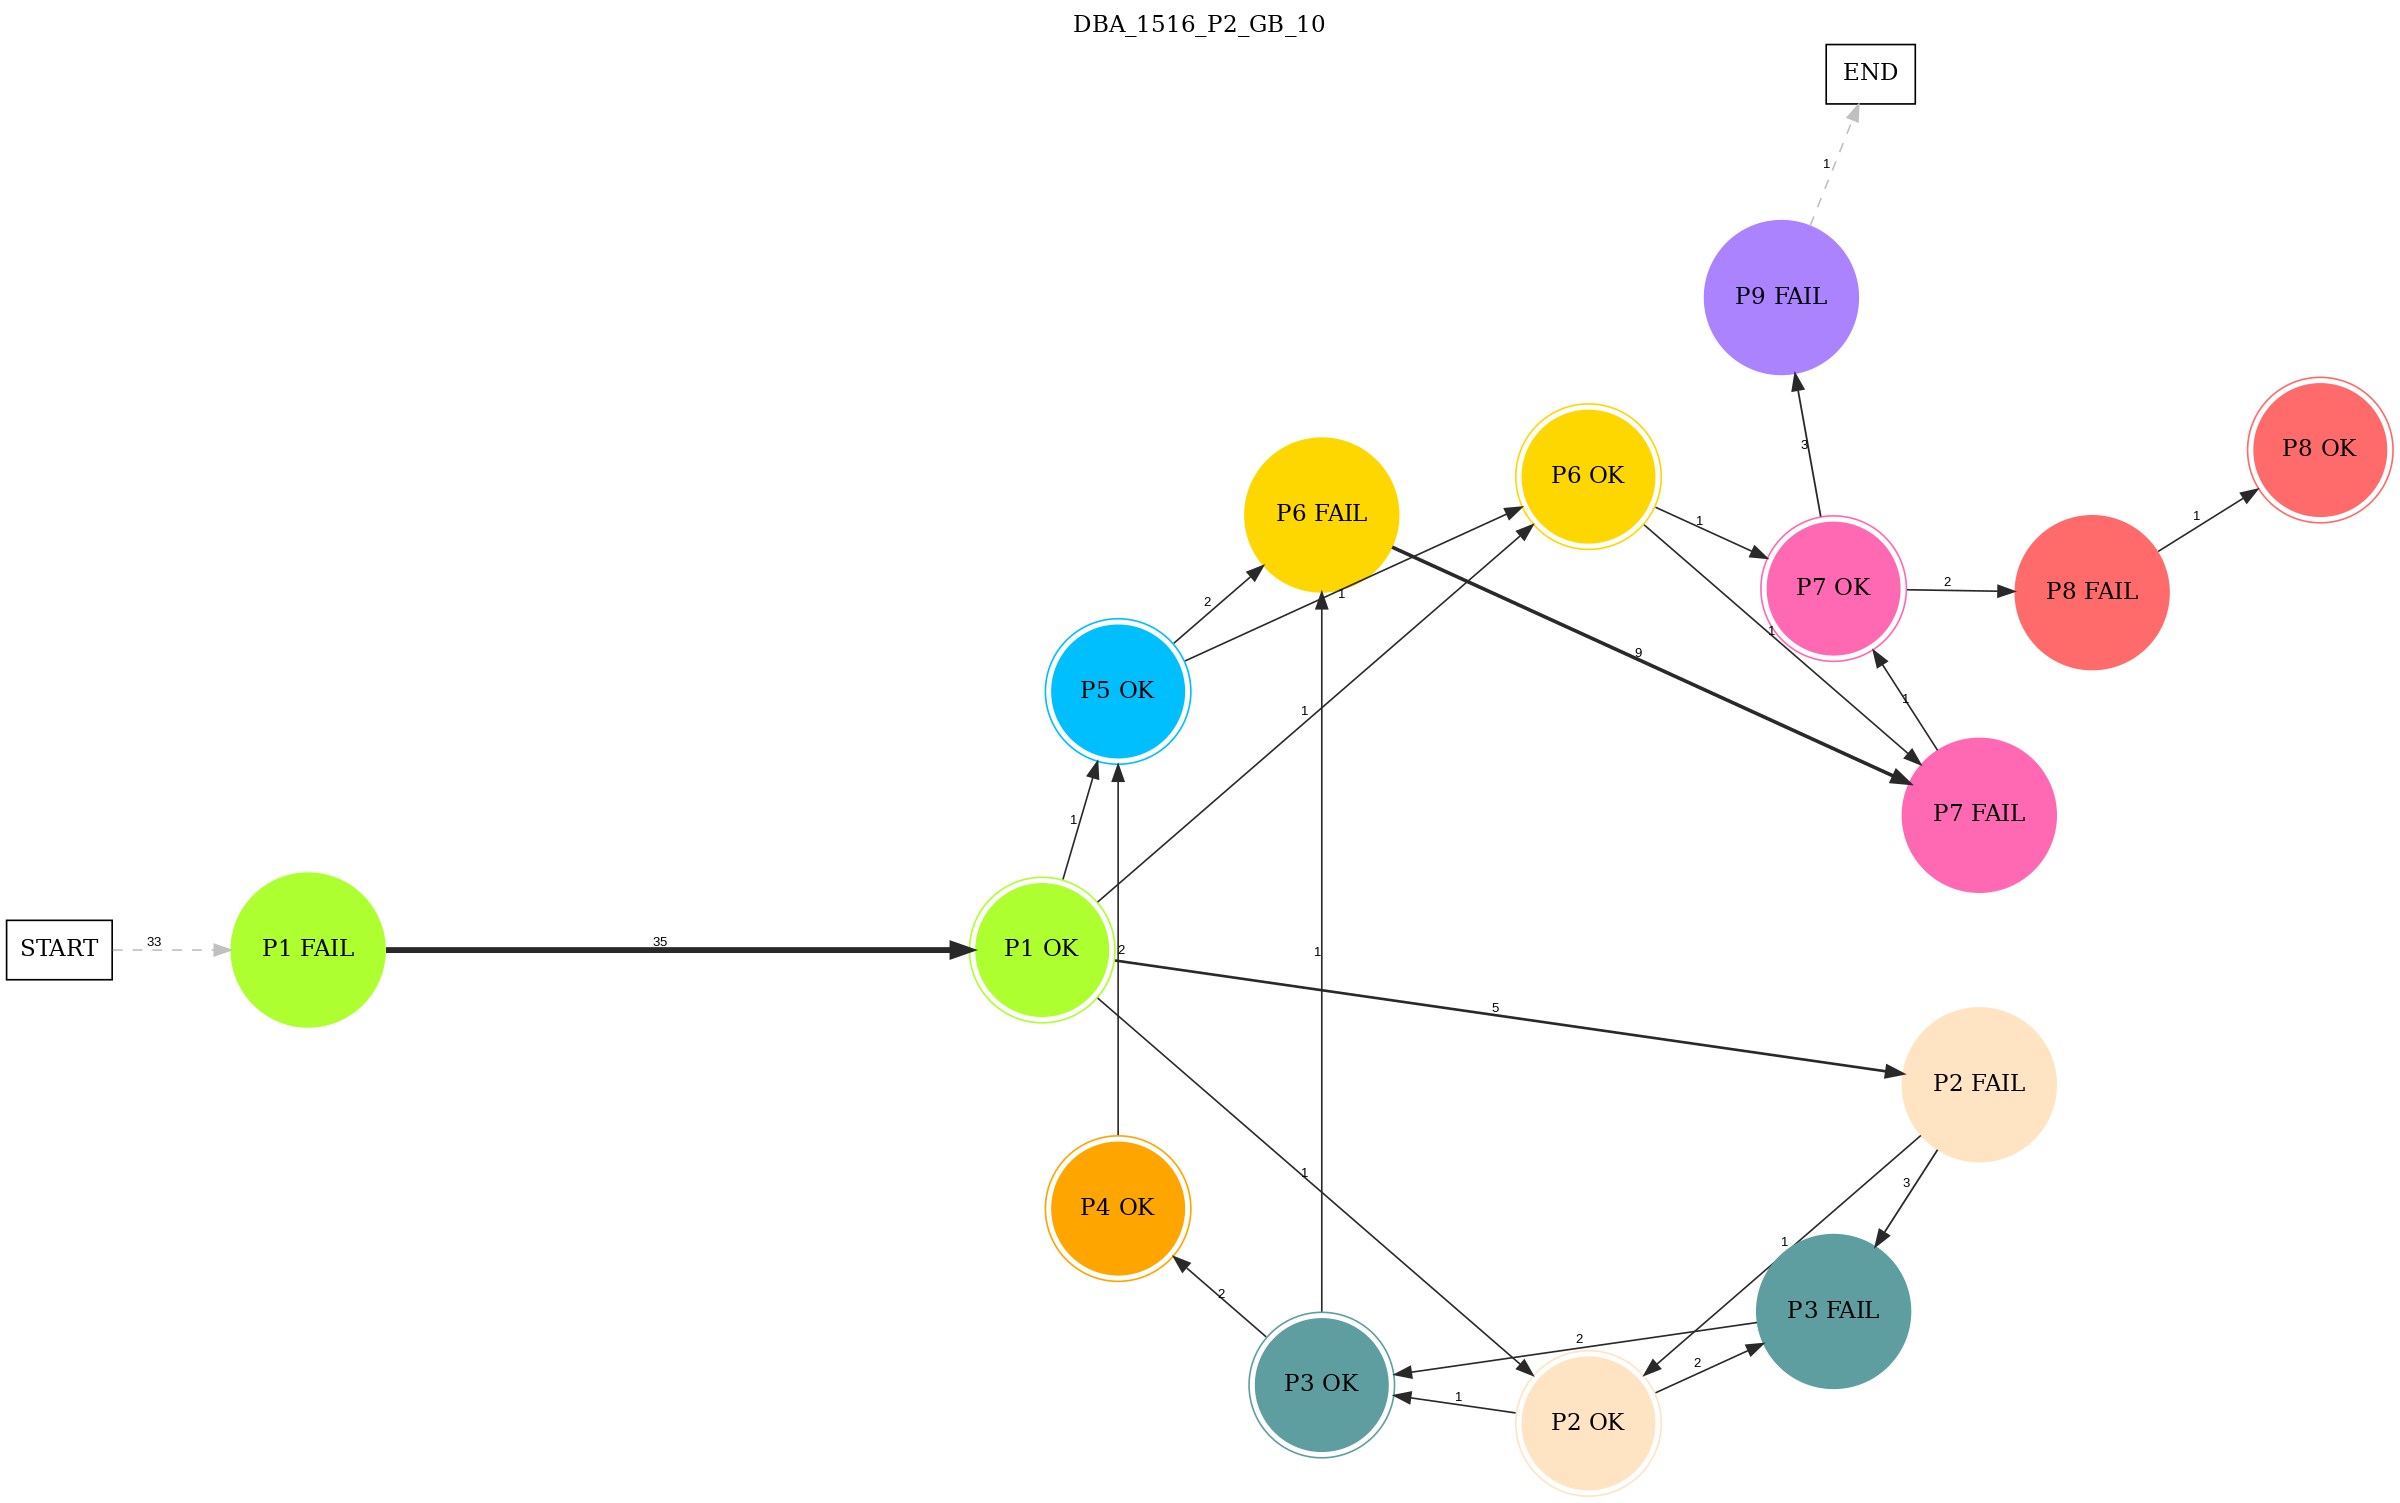 DBA_1516_P2_GB_10
END
1
P9 FAIL
3
P8 OK
P6 OK
P6 FAIL
1
1
P7 OK
2
P8 FAIL
2
1
1
9
P5 OK
1
1
P7 FAIL
1
START
33
P1 FAIL
35
P1 OK
2
1
5
P2 FAIL
1
3
P4 OK
1
2
P3 FAIL
2
2
P3 OK
1
P2 OK